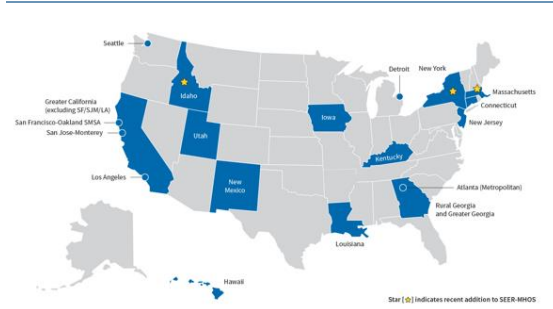 Seattle
Detroit
New York
Idaho
Massachusetts
Greater California
(excluding SF/SJM/LA)
Connecticut
San Francisco-Oakland SMSA
Iowa
New Jersey
San Jose-Monterey
Utah
Kentucky
Los Angeles
New
Mexico
Atlanta (Metropolitan)
Rural Georgia
and Greater Georgia
Louisiana
Hawaii
Star [⭐] indicates recent addition to SEER-MHOS